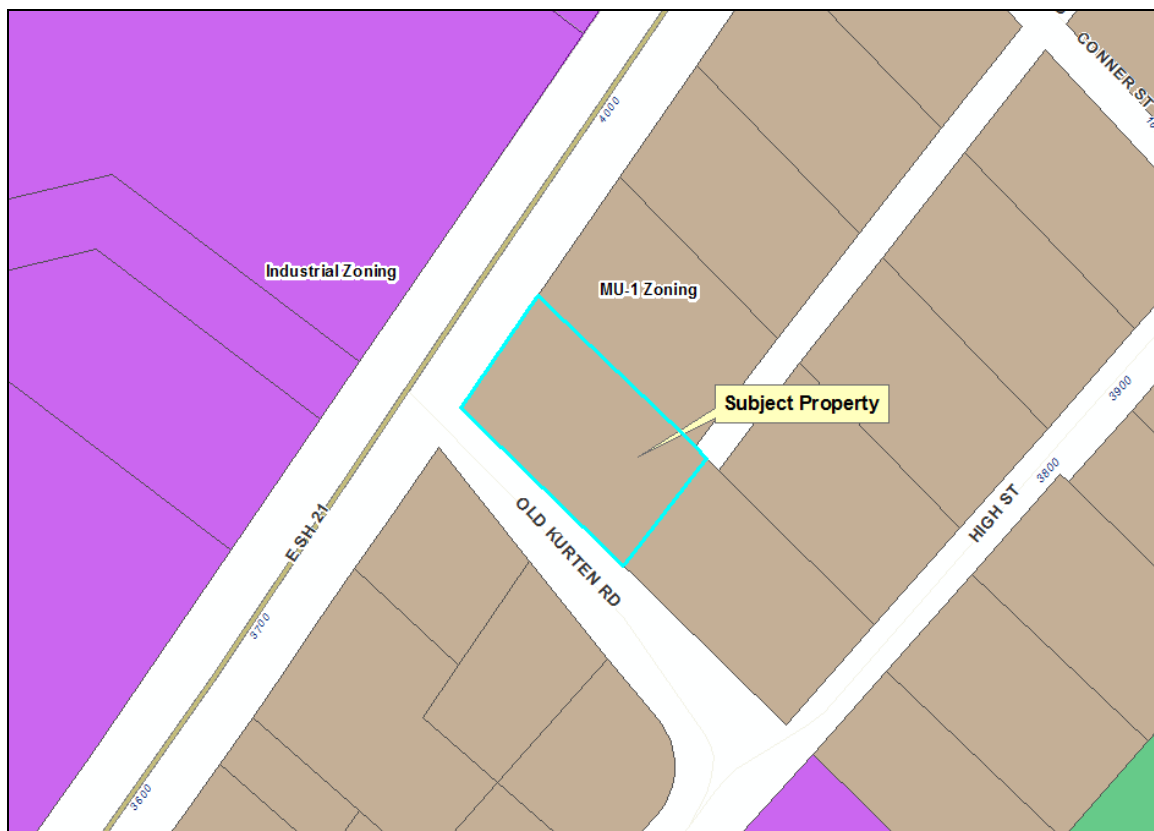 CONNER ST
4000
Industrial Zoning
MU-1 Zoning
Subject Property
3900
3800
HIGH ST
OLD KURTEN RD
E SH 21
3700
3600